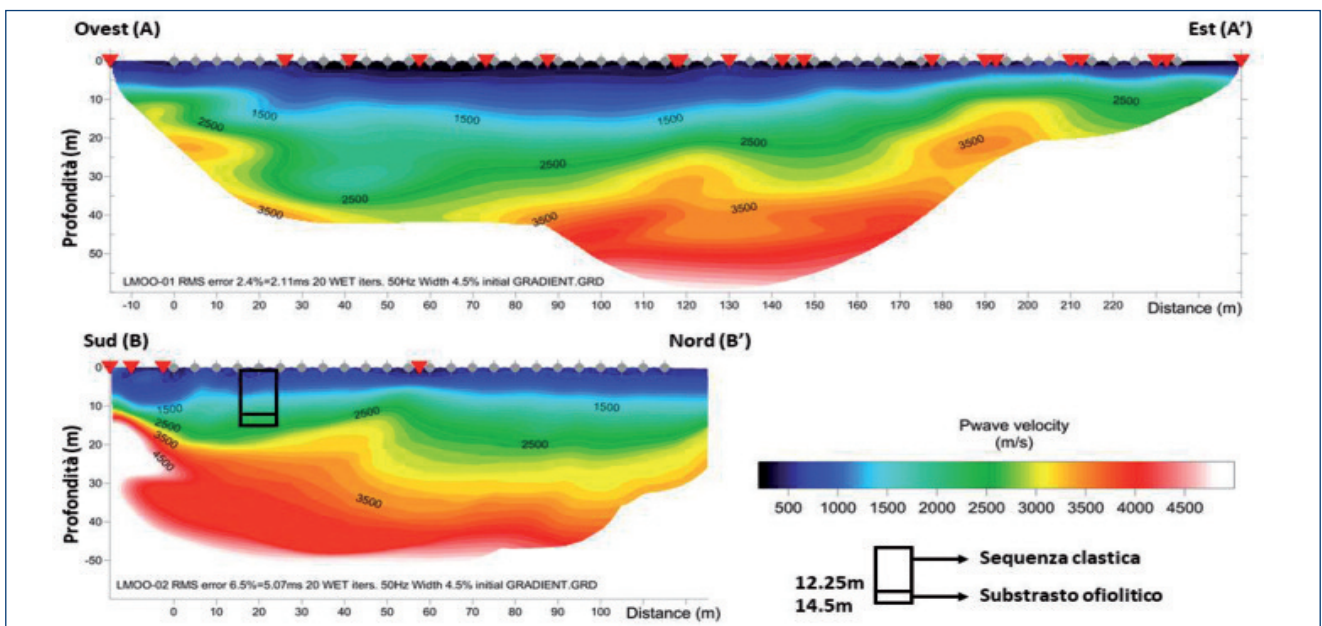 Ovest (A)
Est (A')
0
10
20
30
40
50
Profondità (m)
1500
1500
1500
2500
2500
2500
2500
2500
3500
3500
3500
3500
LMOO-01 RMS error 2.4%=2.11ms 20 WET iters. 50Hz Width 4.5% initial GRADIENT.GRD
-10 0 10 20 30 40 50 60 70 80 90 100 110 120 130 140 150 160 170 180 190 200 210 220
Distance (m)
Sud (B)
Nord (B')
0
10
20
30
40
-50
Profondità (m)
1500
1500
2500
2500
2500
3500
3500
4500
LMOO-02 RMS error 6.5%=5.07ms 20 WET iters. 50Hz Width 4.5% initial GRADIENT.GRD
0 10 20 30 40 50 60 70 80 90 100
Distance (m)
Pwave velocity
(m/s)
500 1000 1500 2000 2500 3000 3500 4000 4500
Sequenza clastica
12.25m
14.5m
Substrasto ofiolitico